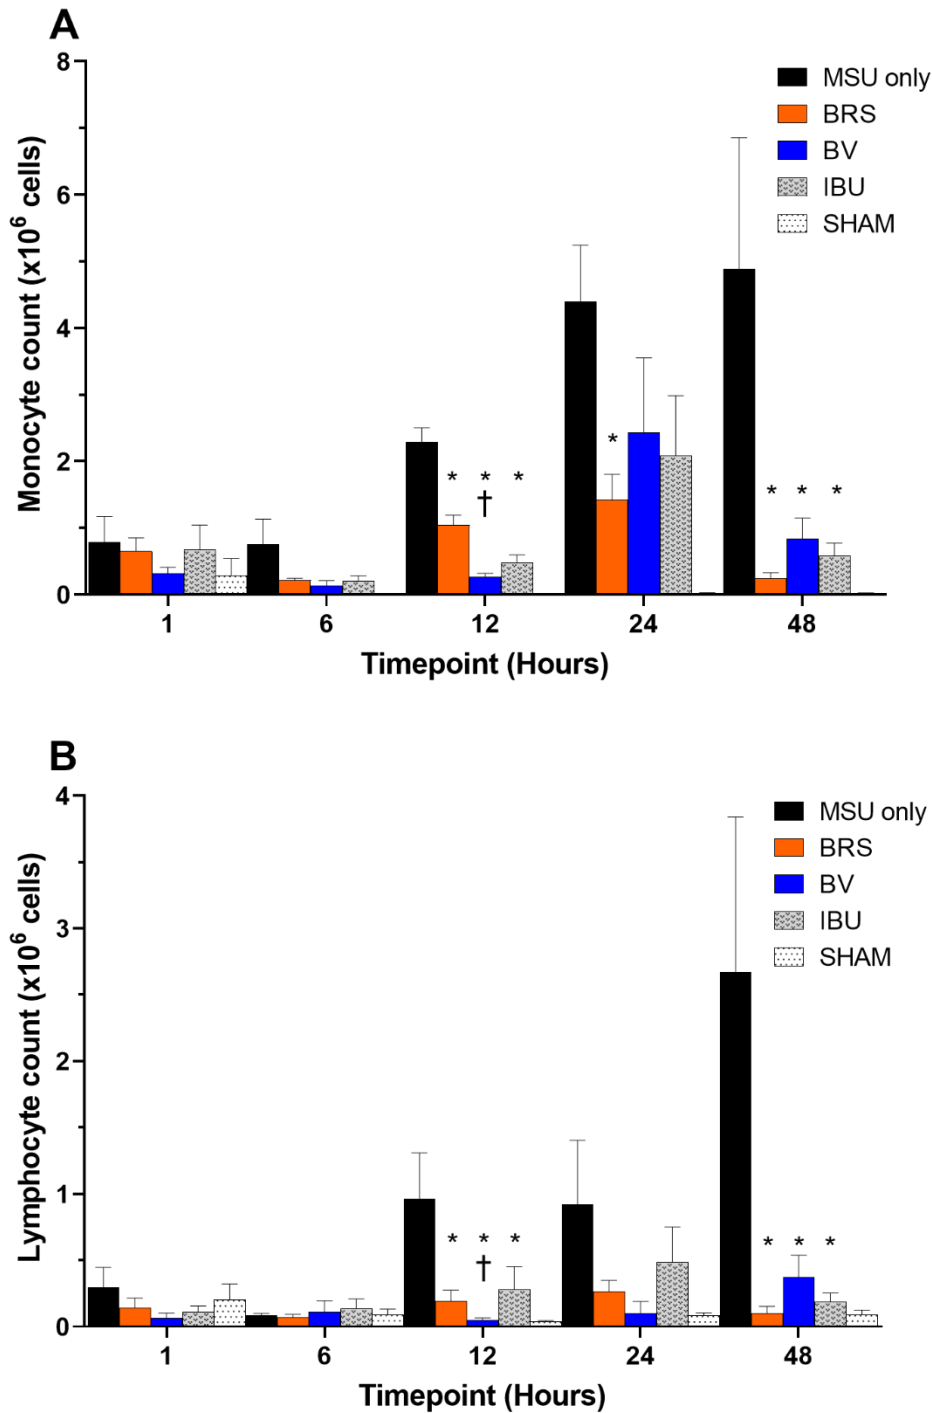 A
Monocyte count (x10⁶ cells)
8
6
4
2
0
MSU only
BRS
BV
IBU
SHAM
*
* * *
†
* * *
1 6 12 24 48
Timepoint (Hours)
B
Lymphocyte count (x10⁶ cells)
4
3
2
1
0
MSU only
BRS
BV
IBU
SHAM
* * *
†
* * *
1 6 12 24 48
Timepoint (Hours)